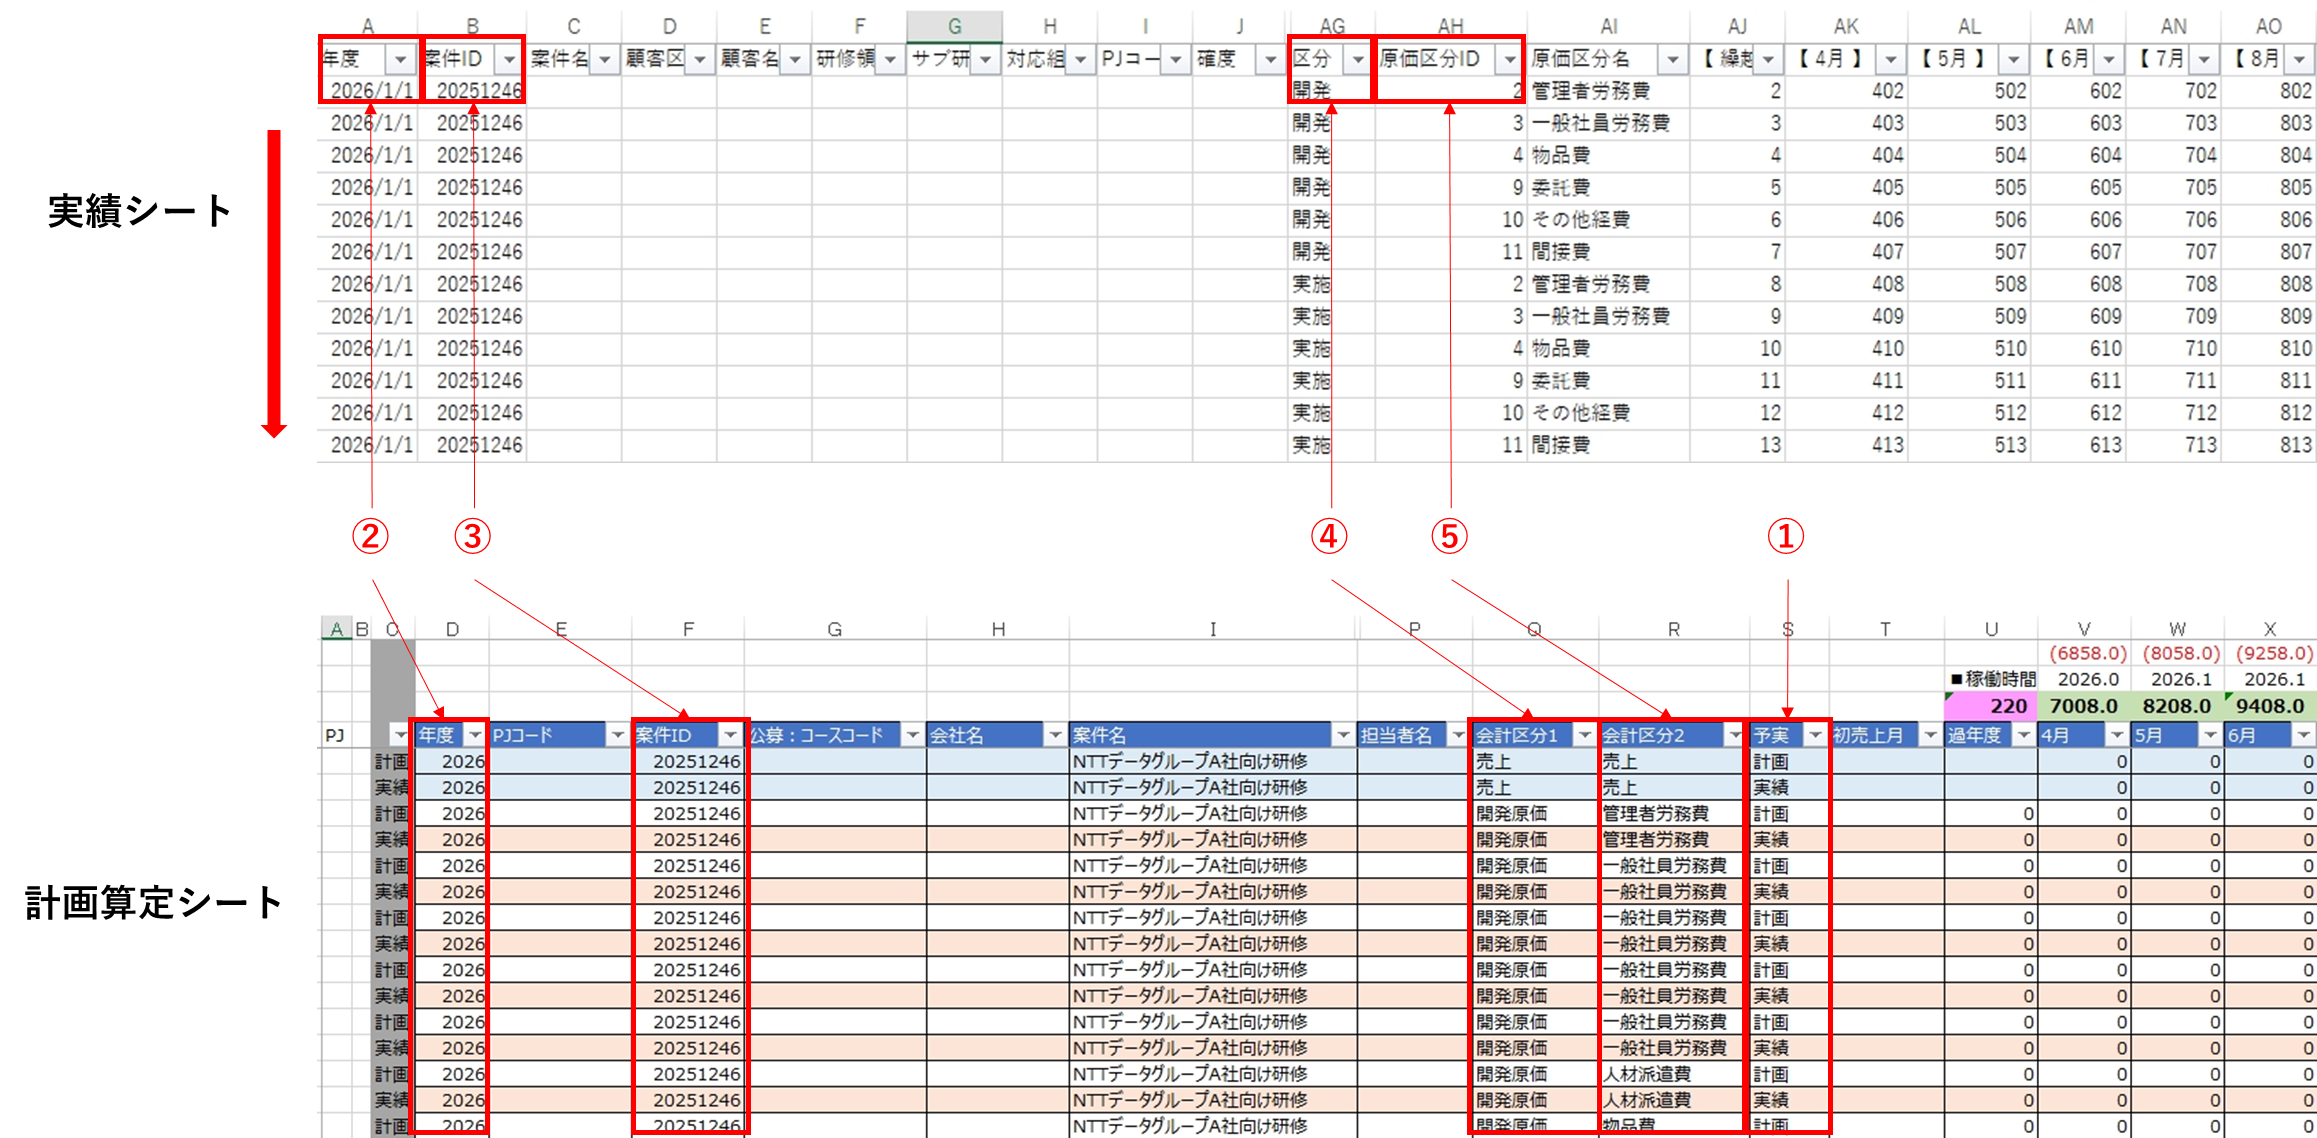 A B C D E F G H I J AG AH AI AJ AK AL AM AN AO
年度 案件ID 案件名 顧客区 顧客名 研修領 サブ研 対応組 PJコー 確度 区分 原価区分ID 原価区分名 【 繰越 【 4月 】 【 5月 】 【 6月 【 7月 【 8月
2026/1/1 20251246 開発 2 管理者労務費 2 402 502 602 702 802
2026/1/1 20251246 開発 3 一般社員労務費 3 403 503 603 703 803
2026/1/1 20251246 開発 4 物品費 4 404 504 604 704 804
2026/1/1 20251246 開発 9 委託費 5 405 505 605 705 805
実績シート
2026/1/1 20251246 開発 10 その他経費 6 406 506 606 706 806
2026/1/1 20251246 開発 11 間接費 7 407 507 607 707 807
2026/1/1 20251246 実施 2 管理者労務費 8 408 508 608 708 808
2026/1/1 20251246 実施 3 一般社員労務費 9 409 509 609 709 809
2026/1/1 20251246 実施 4 物品費 10 410 510 610 710 810
2026/1/1 20251246 実施 9 委託費 11 411 511 611 711 811
2026/1/1 20251246 実施 10 その他経費 12 412 512 612 712 812
2026/1/1 20251246 実施 11 間接費 13 413 513 613 713 813
② ③ ④ ⑤ ①
A B C D E F G H I P Q R S T U V W X
(6858.0) (8058.0) (9258.0)
■稼働時間 2026.0 2026.1 2026.1
220 7008.0 8208.0 9408.0
PJ 年度 PJコード 案件ID 公募：コースコード 会社名 案件名 担当者名 会計区分1 会計区分2 予実 初売上月 過年度 4月 5月 6月
計画 2026 20251246 NTTデータグループA社向け研修 売上 売上 計画 0 0 0
実績 2026 20251246 NTTデータグループA社向け研修 売上 売上 実績 0 0 0
計画 2026 20251246 NTTデータグループA社向け研修 開発原価 管理者労務費 計画 0 0 0 0
実績 2026 20251246 NTTデータグループA社向け研修 開発原価 管理者労務費 実績 0 0 0 0
計画 2026 20251246 NTTデータグループA社向け研修 開発原価 一般社員労務費 計画 0 0 0 0
実績 2026 20251246 NTTデータグループA社向け研修 開発原価 一般社員労務費 実績 0 0 0 0
計画算定シート
計画 2026 20251246 NTTデータグループA社向け研修 開発原価 一般社員労務費 計画 0 0 0 0
実績 2026 20251246 NTTデータグループA社向け研修 開発原価 一般社員労務費 実績 0 0 0 0
計画 2026 20251246 NTTデータグループA社向け研修 開発原価 一般社員労務費 計画 0 0 0 0
実績 2026 20251246 NTTデータグループA社向け研修 開発原価 一般社員労務費 実績 0 0 0 0
計画 2026 20251246 NTTデータグループA社向け研修 開発原価 一般社員労務費 計画 0 0 0 0
実績 2026 20251246 NTTデータグループA社向け研修 開発原価 一般社員労務費 実績 0 0 0 0
計画 2026 20251246 NTTデータグループA社向け研修 開発原価 人材派遣費 計画 0 0 0 0
実績 2026 20251246 NTTデータグループA社向け研修 開発原価 人材派遣費 実績 0 0 0 0
計画 2026 20251246 NTTデータグループA社向け研修 開発原価 物品費 計画 0 0 0 0